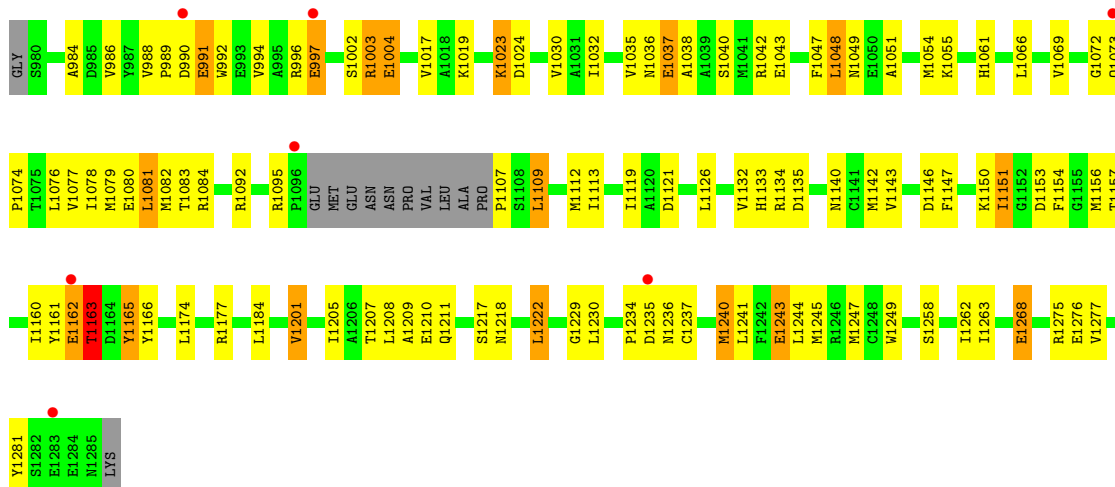 GLY S980 A984 D985 V986 Y987 V988 P989 D990 E991 W992 E993 V994 A995 R996 E997 S1002 R1003 E1004 V1017 A1018 K1019 K1023 D1024 V1030 A1031 I1032 V1035 N1036 E1037 A1038 A1039 S1040 M1041 R1042 E1043 F1047 L1048 N1049 E1050 A1051 M1054 K1055 H1061 L1066 V1069 G1072
P1074 T1075 L1076 V1077 I1078 M1079 E1080 L1081 M1082 T1083 R1084 R1092 R1095 P1096 GLU MET GLU ASN ASN PRO VAL LEU ALA PRO P1107 S1108 L1109 M1112 I1113 I1119 A1120 D1121 L1126 V1132 H1133 R1134 D1135 N1140 C1141 M1142 V1143 D1146 F1147 K1150 I1151 G1152 D1153 F1154 G1155 M1156
I1160 Y1161 E1162 T1163 D1164 Y1165 Y1166 L1174 R1177 L1184 V1201 I1205 A1206 T1207 L1208 A1209 E1210 Q1211 S1217 N1218 L1222 G1229 L1230 P1234 D1235 N1236 C1237 M1240 L1241 F1242 E1243 L1244 M1245 R1246 M1247 C1248 W1249 S1258 I1262 I1263 E1268 R1275 E1276 V1277
Y1281 S1282 E1283 E1284 N1285 LYS